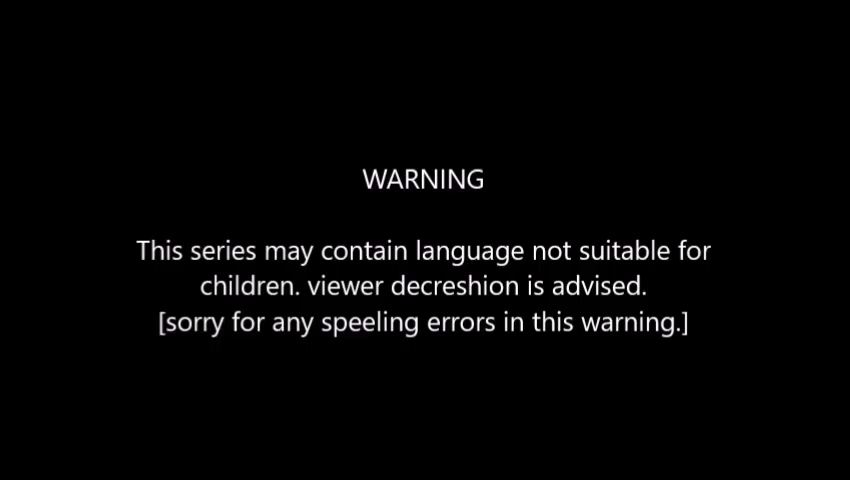 WARNING
This series may contain language not suitable for
children. viewer decreshion is advised.
[sorry for any speeling errors in this warning.]